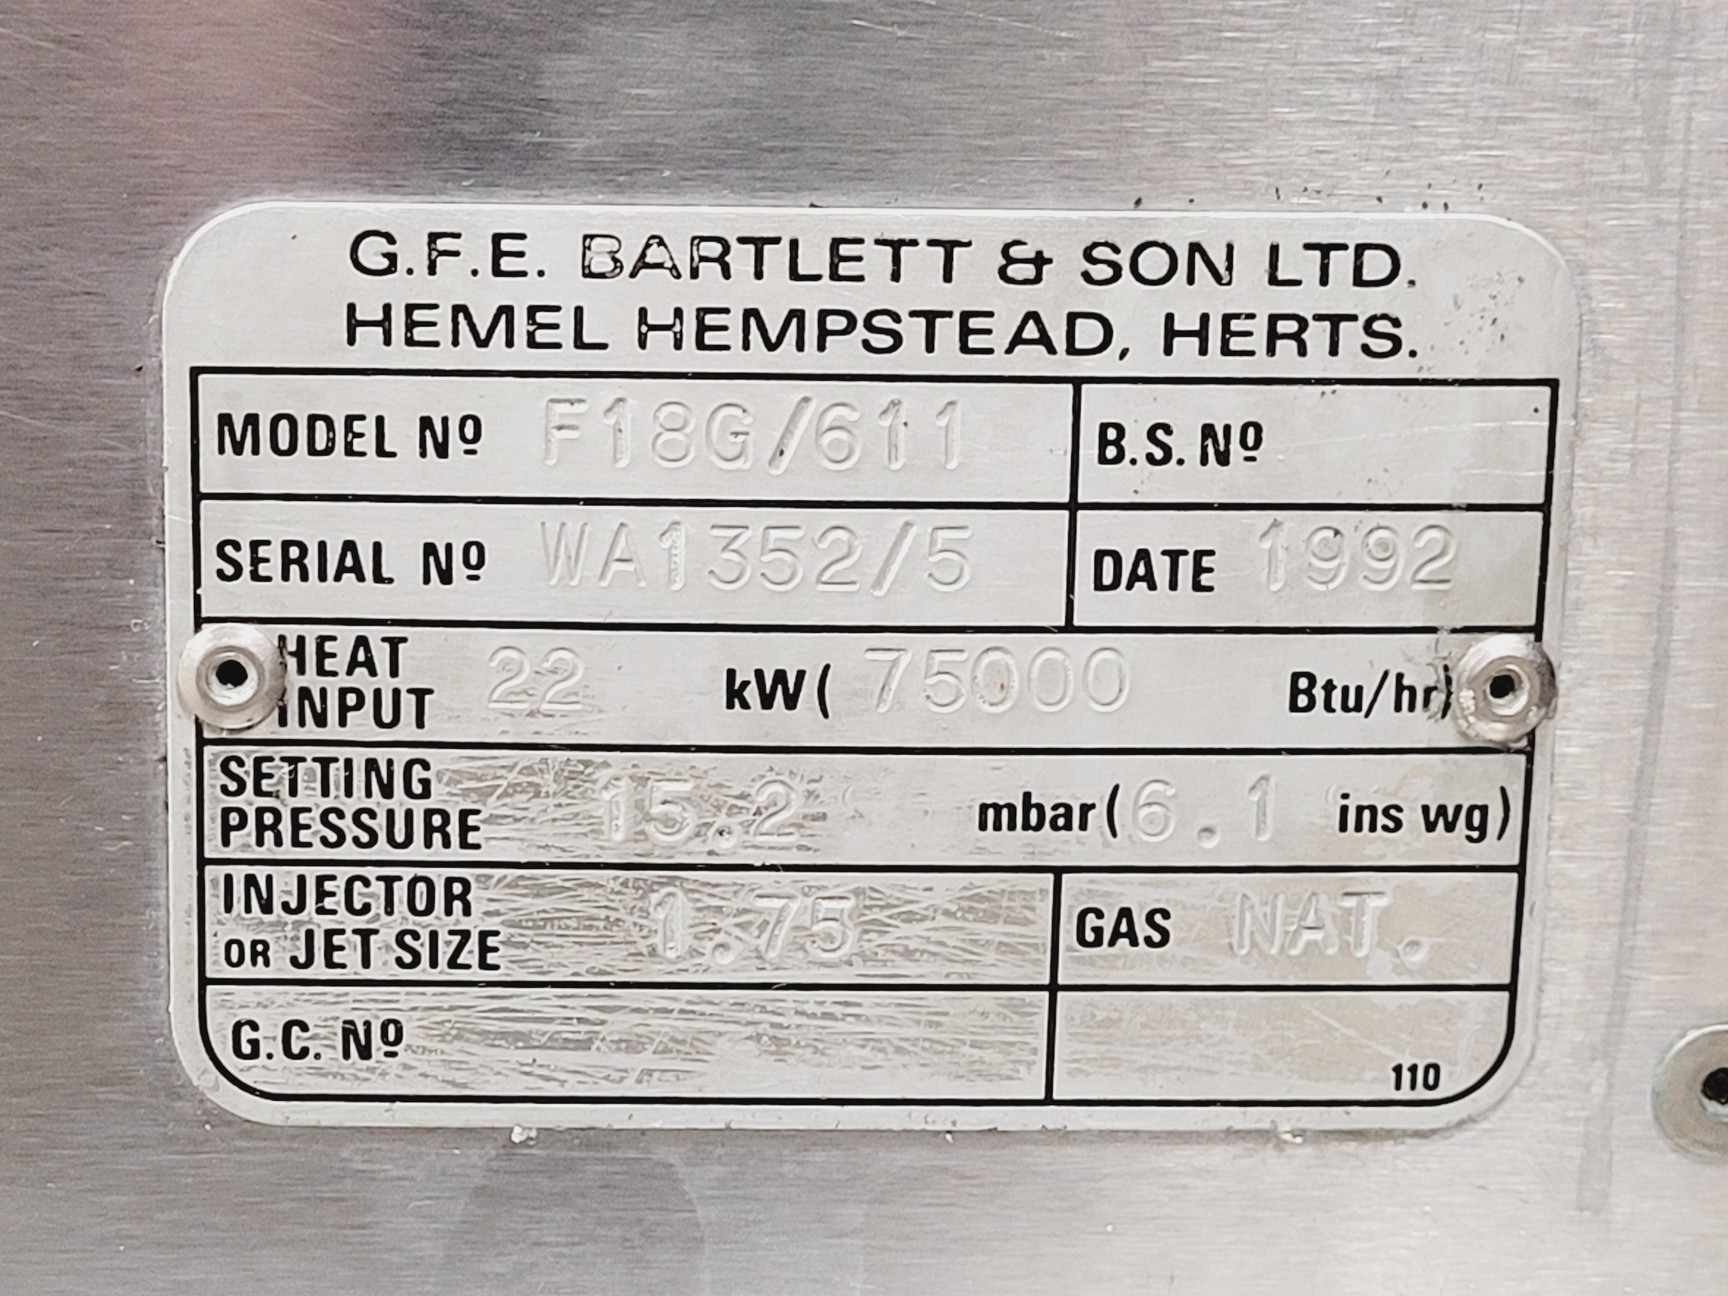 G.F.E. BARTLETT & SON LTD.
HEMEL HEMPSTEAD, HERTS.
MODEL Nº F18G/611 B.S. Nº
SERIAL Nº WA1352/5 DATE 1992
HEAT INPUT 22 kW ( 75000 Btu/hr)
SETTING PRESSURE 15.2 mbar ( 6.1 ins wg)
INJECTOR OR JET SIZE 1.75 GAS NAT.
G.C. Nº
110